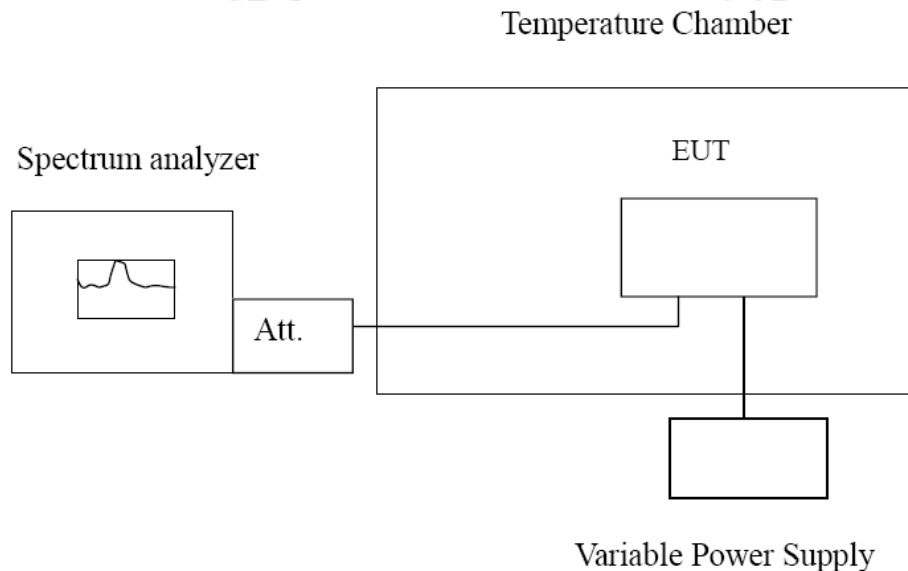 Temperature Chamber
Spectrum analyzer
EUT
Att.
Variable Power Supply